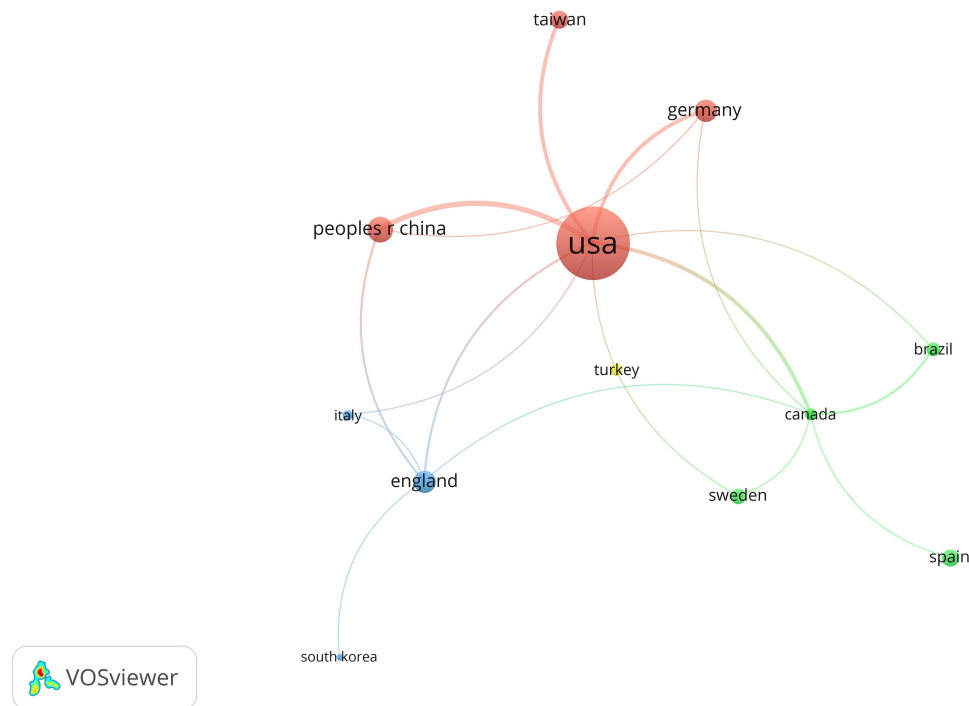 taiwan
germany
peoples r china
usa
brazil
turkey
canada
italy
england
sweden
spain
south korea
VOSviewer